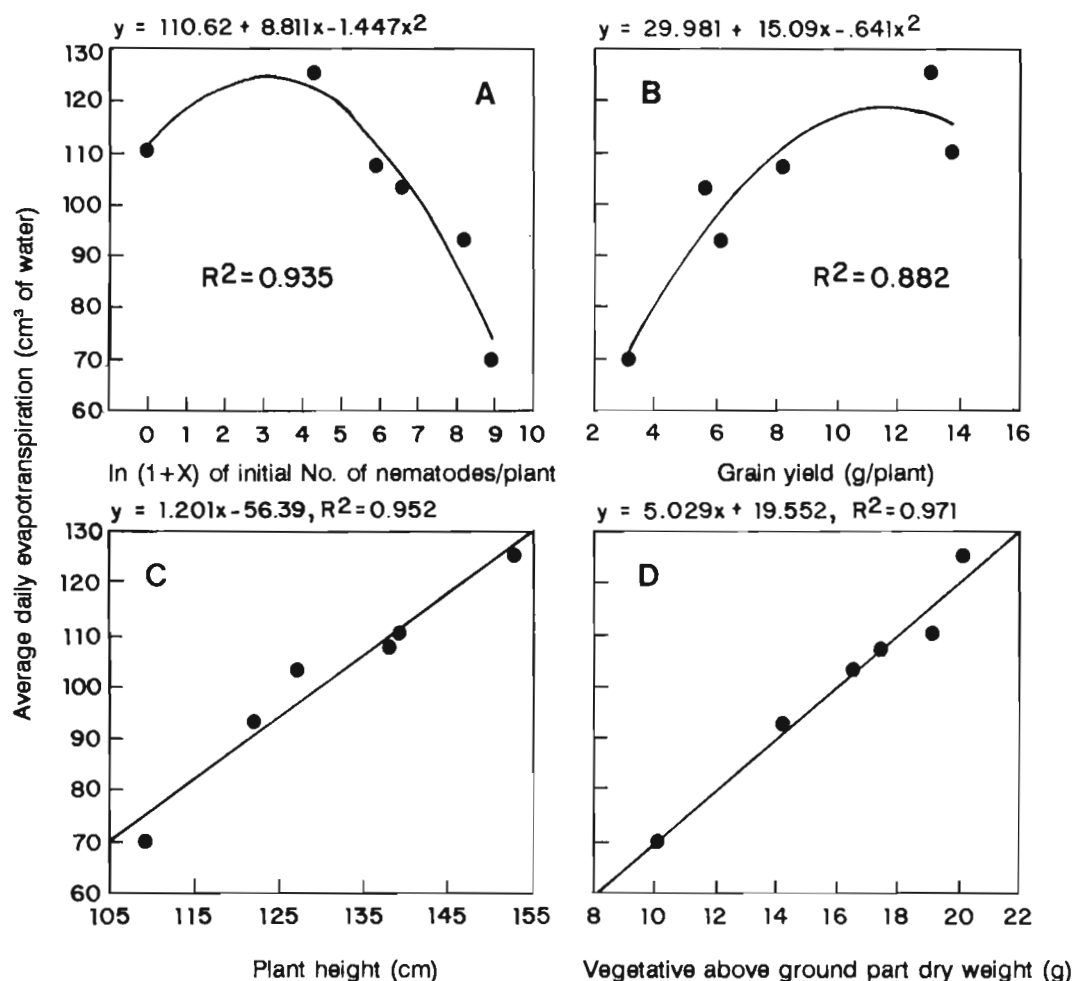 y = 110.62 + 8.811x-1.447x2
y = 29.981 + 15.09x-.641x2
Average daily evapotranspiration (cm³ of water)
130
120
110
100
90
80
70
60
A
R2=0.935
0 1 2 3 4 5 6 7 8 9 10
ln (1+X) of initial No. of nematodes/plant
B
R2=0.882
2 4 6 8 10 12 14 16
Grain yield (g/plant)
y = 1.201x-56.39, R2=0.952
y = 5.029x + 19.552, R2=0.971
130
120
110
100
90
80
70
60
C
105 115 125 135 145 155
Plant height (cm)
D
8 10 12 14 16 18 20 22
Vegetative above ground part dry weight (g)